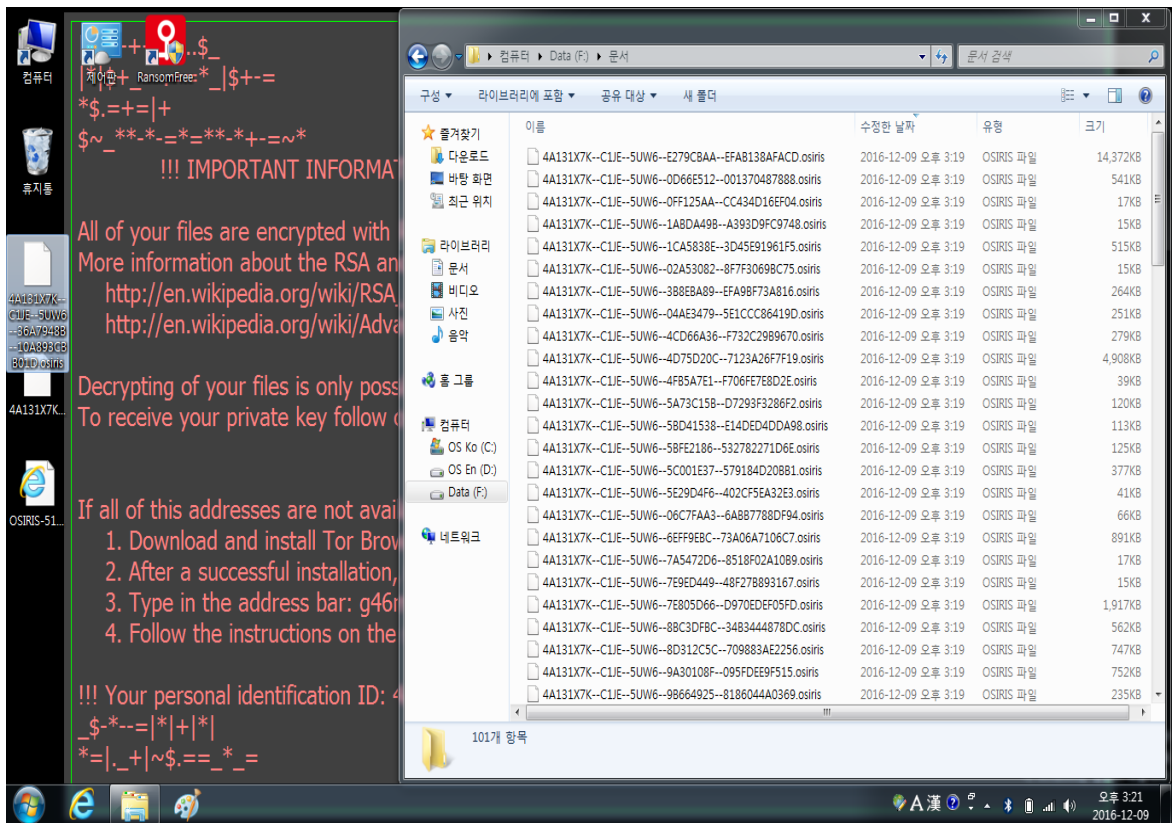 컴퓨터
제어판
RansomFree
휴지통
4A131X7K--
C1JE--5UW6
--36A7948B
--10A893GB
B01D.osiris
4A131X7K...
OSIRIS-51...
..$_
|*|$+_ :*_|$+-=
*$.=+=|+
$~_**-*-=*=**-*+-=~*
!!! IMPORTANT INFORMA
All of your files are encrypted with
More information about the RSA an
http://en.wikipedia.org/wiki/RSA_
http://en.wikipedia.org/wiki/Adva
Decrypting of your files is only poss
To receive your private key follow o
If all of this addresses are not avai
1. Download and install Tor Brow
2. After a successful installation,
3. Type in the address bar: g46m
4. Follow the instructions on the
!!! Your personal identification ID: 4
_$-*--=|*|+|*|
*=|._+|~$.==_*_=
컴퓨터 Data (F:) 문서
문서 검색
구성 라이브러리에 포함 공유 대상 새 폴더
즐겨찾기
다운로드
바탕 화면
최근 위치
라이브러리
문서
비디오
사진
음악
홈 그룹
컴퓨터
OS Ko (C:)
OS En (D:)
Data (F:)
네트워크
이름 수정한 날짜 유형 크기
4A131X7K--C1JE--5UW6--E279CBAA--EFAB138AFACD.osiris 2016-12-09 오후 3:19 OSIRIS 파일 14,372KB
4A131X7K--C1JE--5UW6--0D66E512--001370487888.osiris 2016-12-09 오후 3:19 OSIRIS 파일 541KB
4A131X7K--C1JE--5UW6--0FF125AA--CC434D16EF04.osiris 2016-12-09 오후 3:19 OSIRIS 파일 17KB
4A131X7K--C1JE--5UW6--1ABDA49B--A393D9FC9748.osiris 2016-12-09 오후 3:19 OSIRIS 파일 15KB
4A131X7K--C1JE--5UW6--1CA5838E--3D45E91961F5.osiris 2016-12-09 오후 3:19 OSIRIS 파일 515KB
4A131X7K--C1JE--5UW6--02A53082--8F7F3069BC75.osiris 2016-12-09 오후 3:19 OSIRIS 파일 15KB
4A131X7K--C1JE--5UW6--3B8EBA89--EFA9BF73A816.osiris 2016-12-09 오후 3:19 OSIRIS 파일 264KB
4A131X7K--C1JE--5UW6--04AE3479--5E1CCC86419D.osiris 2016-12-09 오후 3:19 OSIRIS 파일 251KB
4A131X7K--C1JE--5UW6--4CD66A36--F732C29B9670.osiris 2016-12-09 오후 3:19 OSIRIS 파일 279KB
4A131X7K--C1JE--5UW6--4D75D20C--7123A26F7F19.osiris 2016-12-09 오후 3:19 OSIRIS 파일 4,908KB
4A131X7K--C1JE--5UW6--4FB5A7E1--F706FE7E8D2E.osiris 2016-12-09 오후 3:19 OSIRIS 파일 39KB
4A131X7K--C1JE--5UW6--5A73C15B--D7293F3286F2.osiris 2016-12-09 오후 3:19 OSIRIS 파일 120KB
4A131X7K--C1JE--5UW6--5BD41538--E14DED4DDA98.osiris 2016-12-09 오후 3:19 OSIRIS 파일 113KB
4A131X7K--C1JE--5UW6--5BFE2186--532782271D6E.osiris 2016-12-09 오후 3:19 OSIRIS 파일 125KB
4A131X7K--C1JE--5UW6--5C001E37--579184D20BB1.osiris 2016-12-09 오후 3:19 OSIRIS 파일 377KB
4A131X7K--C1JE--5UW6--5E29D4F6--402CF5EA32E3.osiris 2016-12-09 오후 3:19 OSIRIS 파일 41KB
4A131X7K--C1JE--5UW6--06C7FAA3--6ABB7788DF94.osiris 2016-12-09 오후 3:19 OSIRIS 파일 66KB
4A131X7K--C1JE--5UW6--6EFF9EBC--73A06A7106C7.osiris 2016-12-09 오후 3:19 OSIRIS 파일 891KB
4A131X7K--C1JE--5UW6--7A5472D6--8518F02A10B9.osiris 2016-12-09 오후 3:19 OSIRIS 파일 17KB
4A131X7K--C1JE--5UW6--7E9ED449--48F27B893167.osiris 2016-12-09 오후 3:19 OSIRIS 파일 15KB
4A131X7K--C1JE--5UW6--7E805D66--D970EDEF05FD.osiris 2016-12-09 오후 3:19 OSIRIS 파일 1,917KB
4A131X7K--C1JE--5UW6--8BC3DFBC--34B3444878DC.osiris 2016-12-09 오후 3:19 OSIRIS 파일 562KB
4A131X7K--C1JE--5UW6--8D312C5C--709883AE2256.osiris 2016-12-09 오후 3:19 OSIRIS 파일 747KB
4A131X7K--C1JE--5UW6--9A30108F--095FDEE9F515.osiris 2016-12-09 오후 3:19 OSIRIS 파일 752KB
4A131X7K--C1JE--5UW6--9B664925--8186044A0369.osiris 2016-12-09 오후 3:19 OSIRIS 파일 235KB
101개 항목
A 漢
오후 3:21
2016-12-09